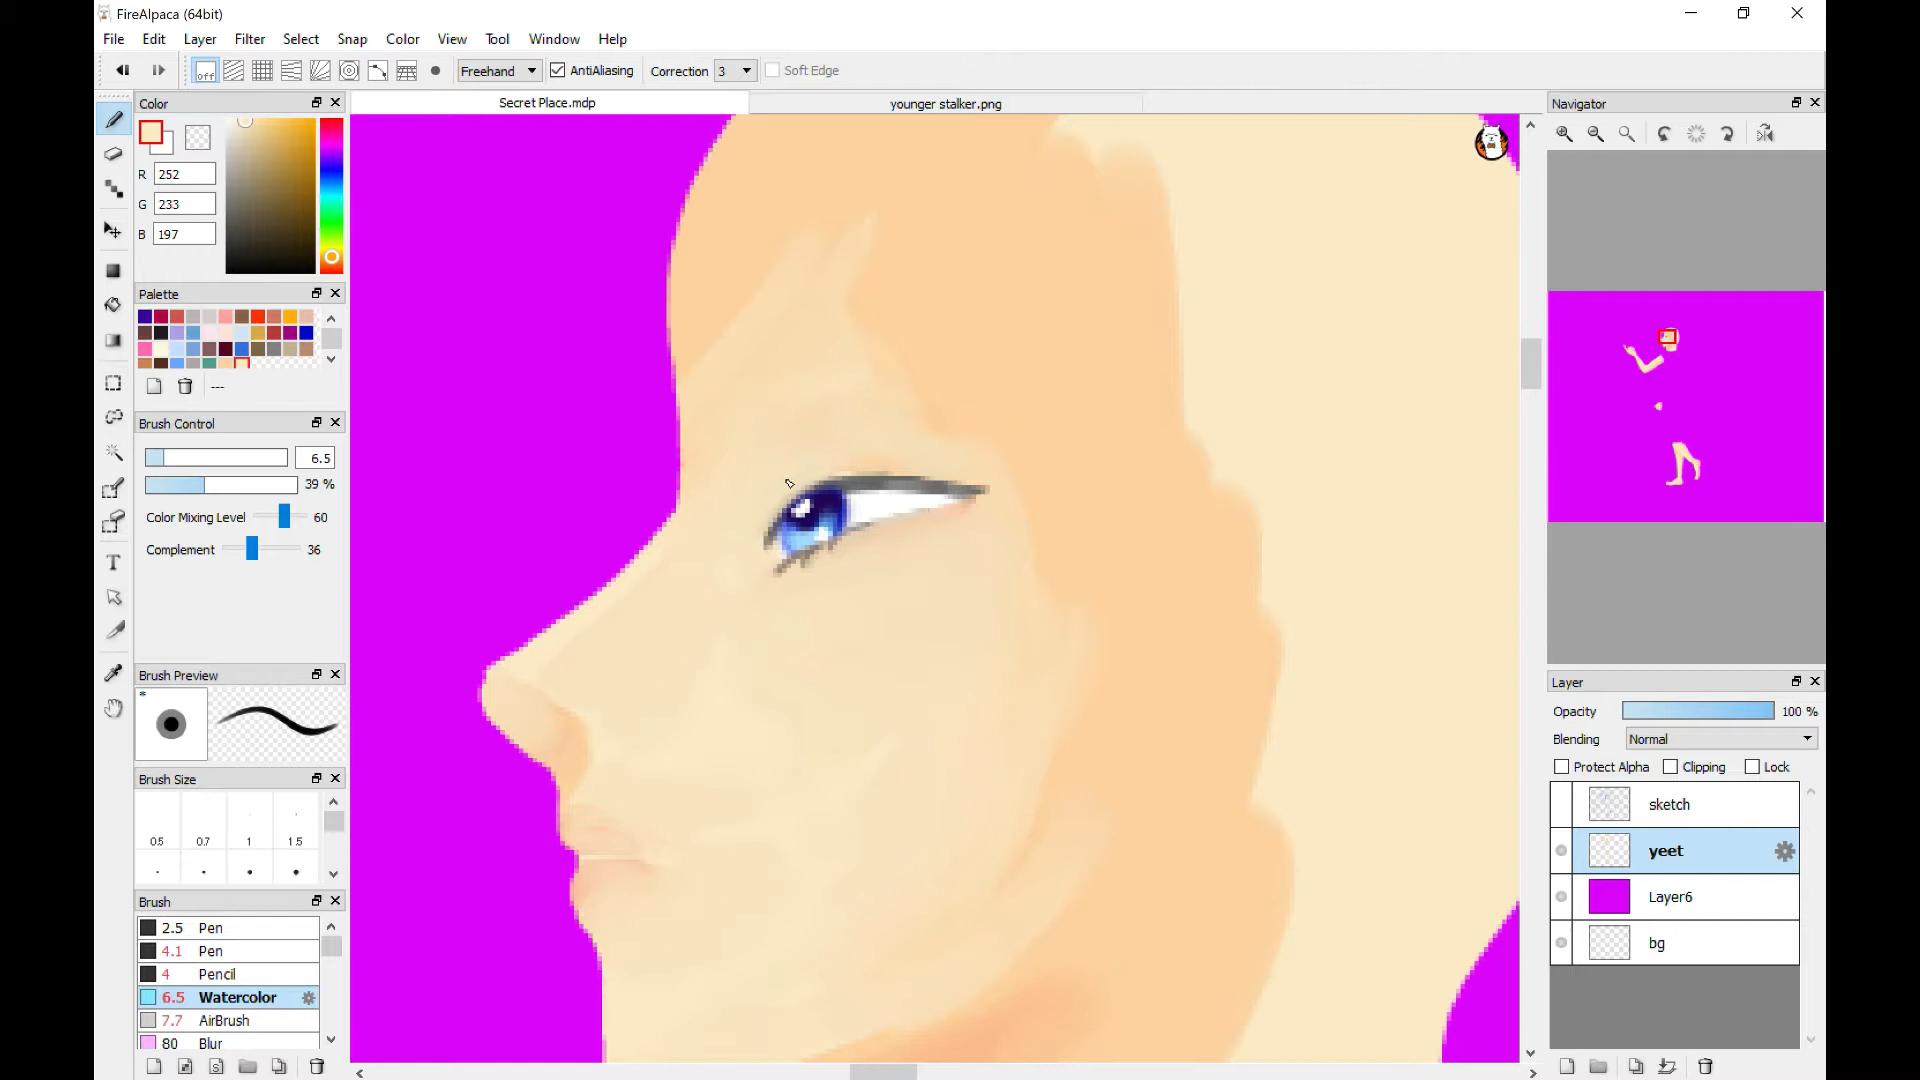 FireAlpaca (64bit)
File Edit Layer Filter Select Snap Color View Tool Window Help
off Freehand AntiAliasing Correction 3 Soft Edge
Color
Secret Place.mdp
younger stalker.png
Navigator
R 252
G 233
B 197
Palette
---
Brush Control
6.5
39 %
Color Mixing Level 60
Complement 36
T
Brush Preview
*
Brush Size
0.5 0.7 1 1.5
Brush
2.5 Pen
4.1 Pen
4 Pencil
6.5 Watercolor
7.7 AirBrush
80 Blur
S
Layer
Opacity 100 %
Blending Normal
Protect Alpha Clipping Lock
sketch
yeet
Layer6
bg